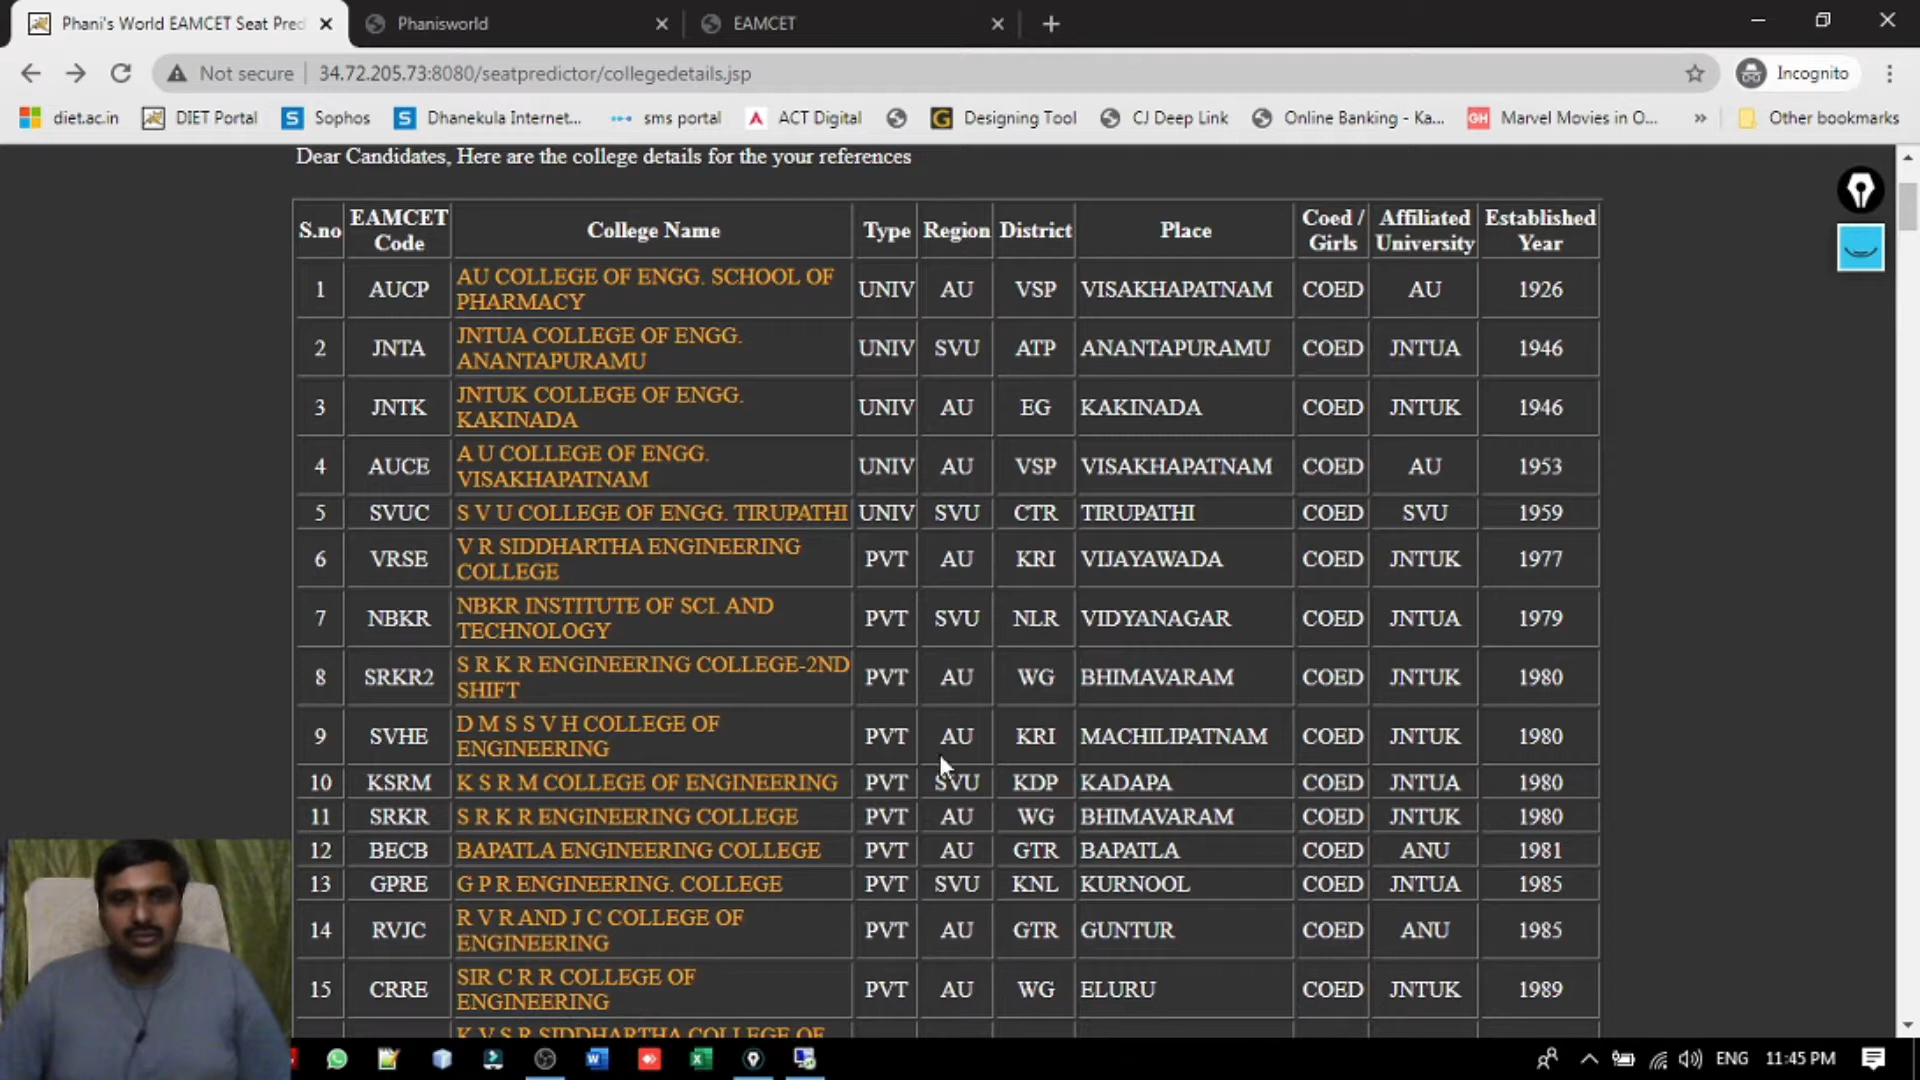 Phani's World EAMCET Seat Pred
Phanisworld
EAMCET
Not secure
34.72.205.73:8080/seatpredictor/collegedetails.jsp
Incognito
diet.ac.in
DIET Portal
Sophos
Dhanekula Internet...
sms portal
ACT Digital
Designing Tool
CJ Deep Link
Online Banking - Ka...
Marvel Movies in O...
Other bookmarks
Dear Candidates, Here are the college details for the your references
S.no EAMCET Code College Name Type Region District Place Coed / Girls Affiliated University Established Year
1 AUCP AU COLLEGE OF ENGG. SCHOOL OF PHARMACY UNIV AU VSP VISAKHAPATNAM COED AU 1926
2 JNTA JNTUA COLLEGE OF ENGG. ANANTAPURAMU UNIV SVU ATP ANANTAPURAMU COED JNTUA 1946
3 JNTK JNTUK COLLEGE OF ENGG. KAKINADA UNIV AU EG KAKINADA COED JNTUK 1946
4 AUCE A U COLLEGE OF ENGG. VISAKHAPATNAM UNIV AU VSP VISAKHAPATNAM COED AU 1953
5 SVUC S V U COLLEGE OF ENGG. TIRUPATHI UNIV SVU CTR TIRUPATHI COED SVU 1959
6 VRSE V R SIDDHARTHA ENGINEERING COLLEGE PVT AU KRI VIJAYAWADA COED JNTUK 1977
7 NBKR NBKR INSTITUTE OF SCI. AND TECHNOLOGY PVT SVU NLR VIDYANAGAR COED JNTUA 1979
8 SRKR2 S R K R ENGINEERING COLLEGE-2ND SHIFT PVT AU WG BHIMAVARAM COED JNTUK 1980
9 SVHE D M S S V H COLLEGE OF ENGINEERING PVT AU KRI MACHILIPATNAM COED JNTUK 1980
10 KSRM K S R M COLLEGE OF ENGINEERING PVT SVU KDP KADAPA COED JNTUA 1980
11 SRKR S R K R ENGINEERING COLLEGE PVT AU WG BHIMAVARAM COED JNTUK 1980
12 BECB BAPATLA ENGINEERING COLLEGE PVT AU GTR BAPATLA COED ANU 1981
13 GPRE G P R ENGINEERING. COLLEGE PVT SVU KNL KURNOOL COED JNTUA 1985
14 RVJC R V R AND J C COLLEGE OF ENGINEERING PVT AU GTR GUNTUR COED ANU 1985
15 CRRE SIR C R R COLLEGE OF ENGINEERING PVT AU WG ELURU COED JNTUK 1989
K V S R SIDDHARTHA COLLEGE OF
ENG
11:45 PM